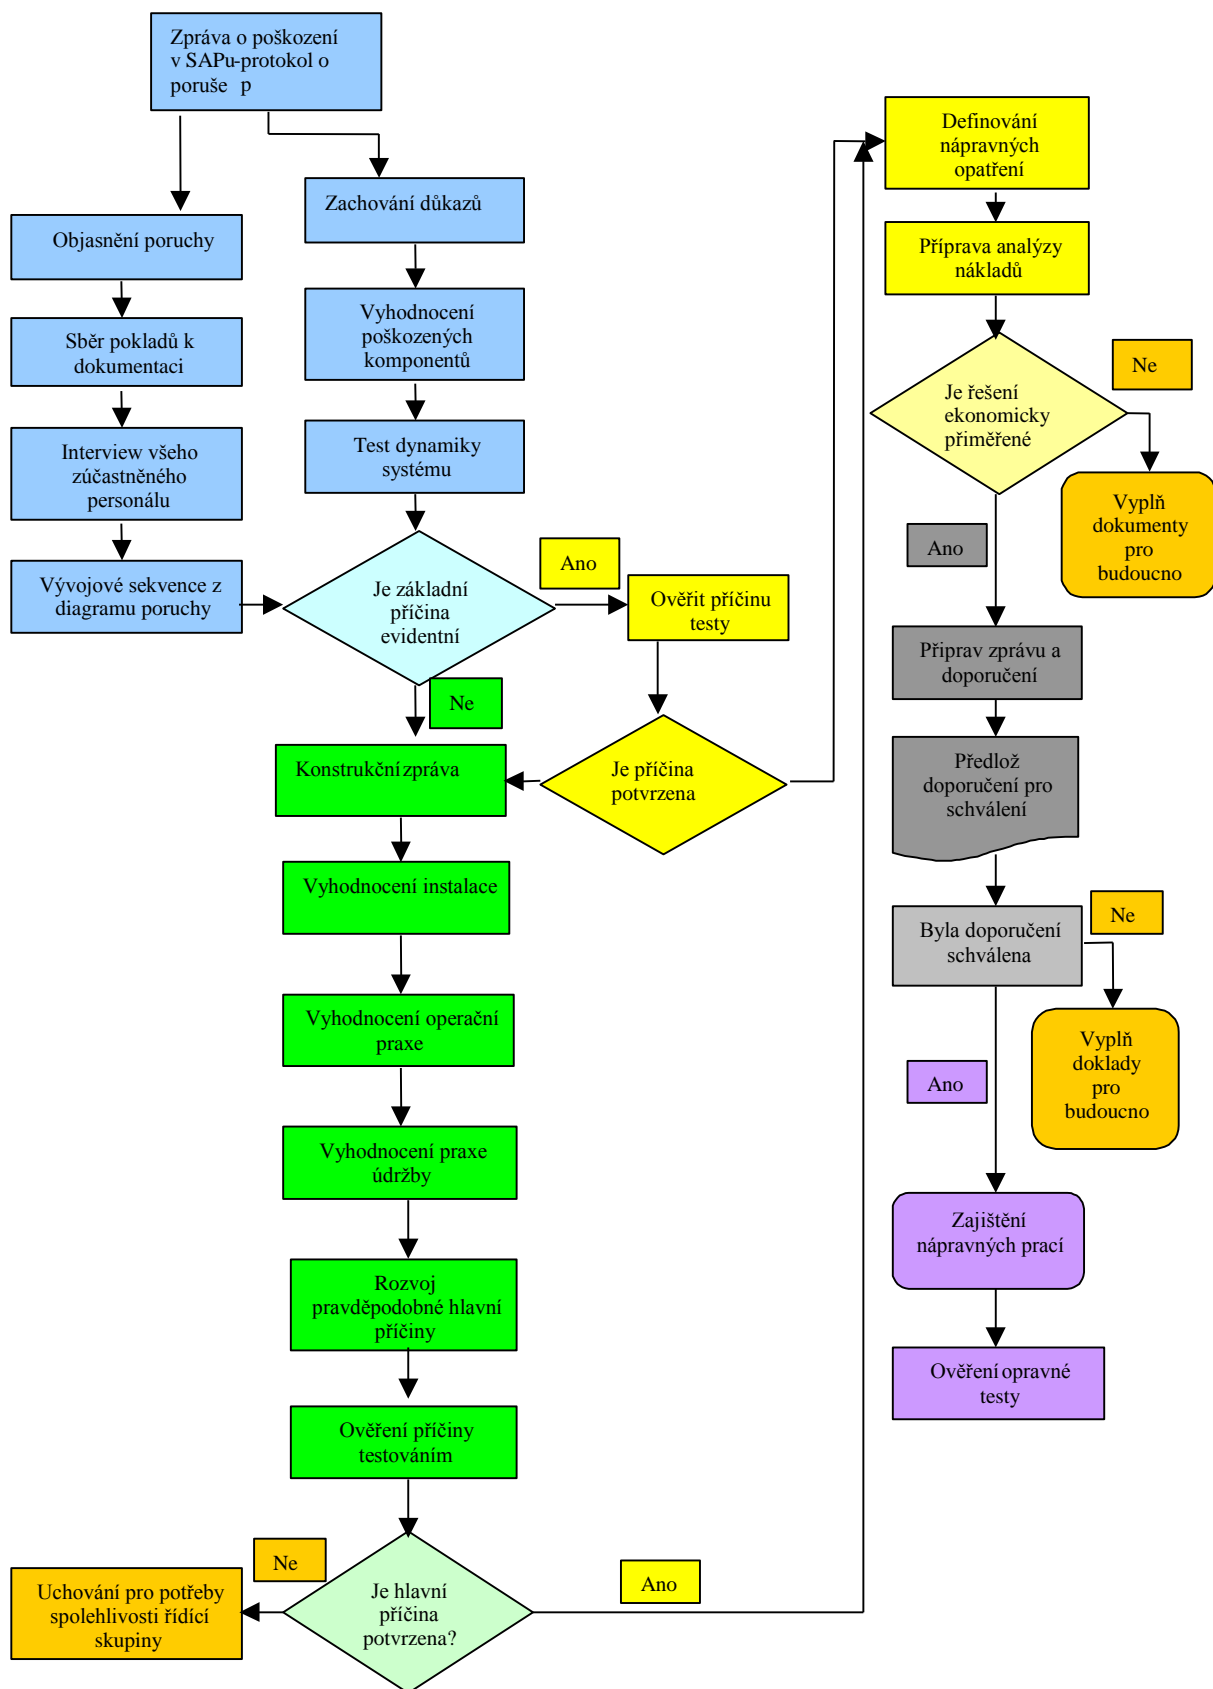 Zpráva o poškození
v SAPu-protokol o
poruše p
Zachování důkazů
Objasnění poruchy
Vyhodnocení
poškozených
komponentů
Sběr pokladů k
dokumentaci
Test dynamiky
systému
Interview všeho
zúčastněného
personálu
Vývojové sekvence z
diagramu poruchy
Je základní
příčina
evidentní
Ano
Ověřit příčinu
testy
Ne
Je příčina
potvrzena
Konstrukční zpráva
Vyhodnocení instalace
Vyhodnocení operační
praxe
Vyhodnocení praxe
údržby
Rozvoj
pravděpodobné hlavní
příčiny
Ověření příčiny
testováním
Je hlavní
příčina
potvrzena?
Ne
Uchování pro potřeby
spolehlivosti řídící
skupiny
Ano
Definování
nápravných
opatření
Příprava analýzy
nákladů
Je řešení
ekonomicky
přiměřené
Ne
Vyplň
dokumenty
pro
budoucno
Ano
Připrav zprávu a
doporučení
Předlož
doporučení pro
schválení
Byla doporučení
schválena
Ne
Vyplň
doklady
pro
budoucno
Ano
Zajištění
nápravných prací
Ověření opravné
testy